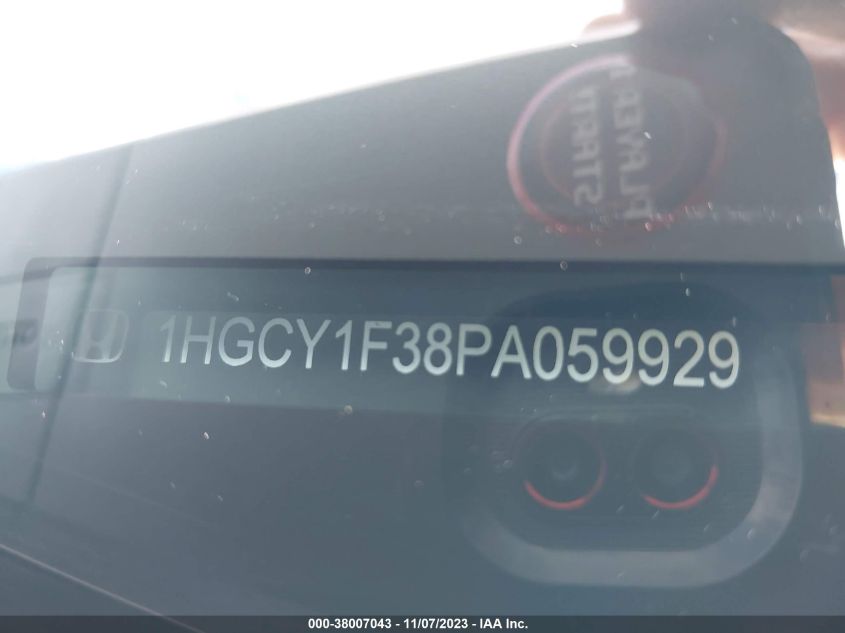 1HGCY1F38PA059929
000-38007043 - 11/07/2023 - IAA Inc.